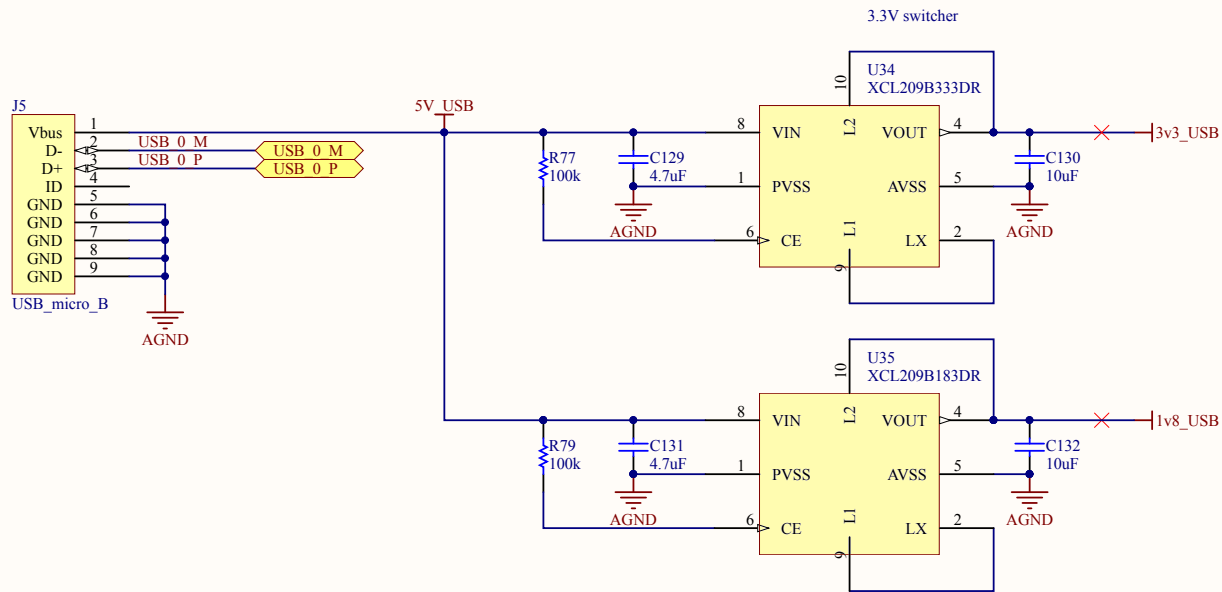 3.3V switcher
J5
Vbus
1
D-
2
USB_0_M
USB_0_M
D+
3
USB_0_P
USB_0_P
ID
4
GND
5
GND
6
GND
7
GND
8
GND
9
USB_micro_B
AGND
5V_USB
R77
100k
C129
4.7uF
AGND
U34
XCL209B333DR
10
L2
8
VIN
VOUT
4
1
PVSS
AVSS
5
6
CE
L1
LX
2
9
C130
10uF
AGND
3v3_USB
R79
100k
C131
4.7uF
AGND
U35
XCL209B183DR
10
L2
8
VIN
VOUT
4
1
PVSS
AVSS
5
6
CE
L1
LX
2
9
C132
10uF
AGND
1v8_USB